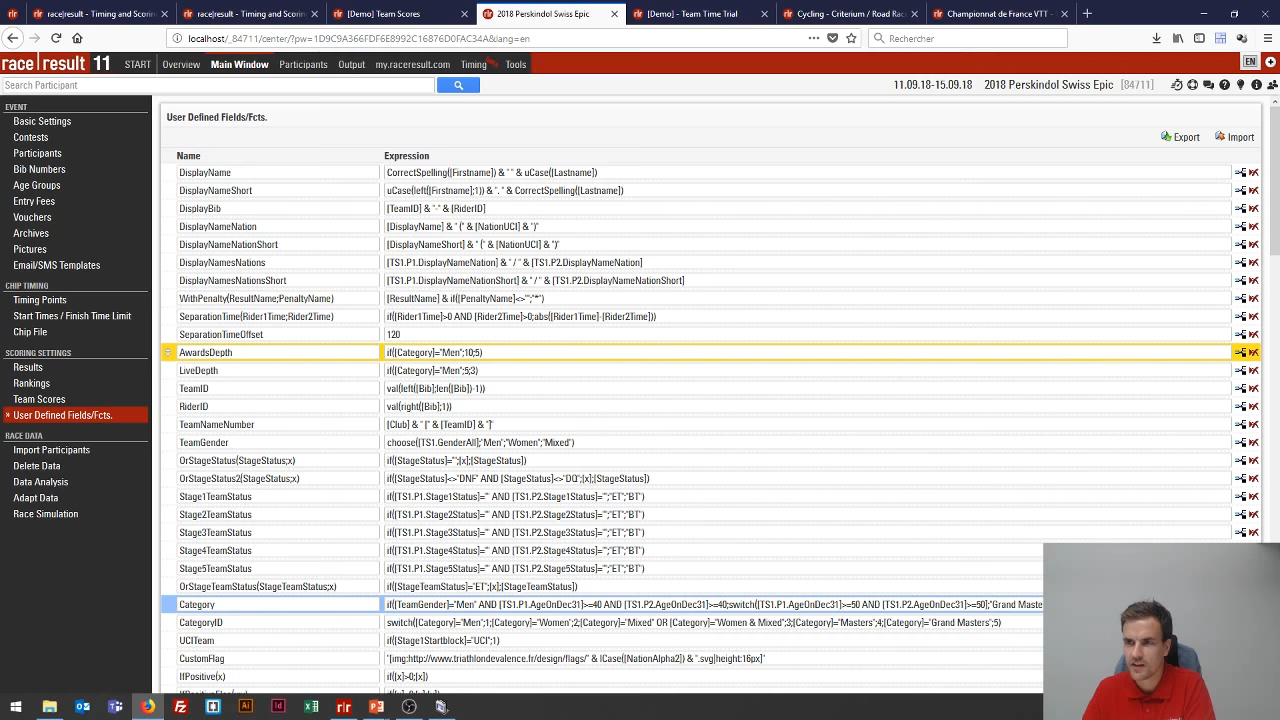 race|result - Timing and Scorin
race|result - Timing and Scorin
[Demo] Team Scores
2018 Perskindol Swiss Epic
[Demo] - Team Time Trial
Cycling - Criterium / Road Race
Championnat de France VTT -
localhost/_84711/center/?pw=1D9C9A366FDF6E8992C16876D0FAC34A&lang=en
Rechercher
race result 11 START Overview Main Window Participants Output my.raceresult.com Timing Tools EN
Search Participant 11.09.18-15.09.18 2018 Perskindol Swiss Epic [84711]
EVENT
Basic Settings
Contests
Participants
Bib Numbers
Age Groups
Entry Fees
Vouchers
Archives
Pictures
Email/SMS Templates
CHIP TIMING
Timing Points
Start Times / Finish Time Limit
Chip File
SCORING SETTINGS
Results
Rankings
Team Scores
» User Defined Fields/Fcts.
RACE DATA
Import Participants
Delete Data
Data Analysis
Adapt Data
Race Simulation
User Defined Fields/Fcts.
Export Import
Name Expression
DisplayName CorrectSpelling([Firstname]) & " " & uCase([Lastname])
DisplayNameShort uCase(left([Firstname];1)) & ". " & CorrectSpelling([Lastname])
DisplayBib [TeamID] & "-" & [RiderID]
DisplayNameNation [DisplayName] & " (" & [NationUCI] & ")"
DisplayNameNationShort [DisplayNameShort] & " (" & [NationUCI] & ")"
DisplayNamesNations [TS1.P1.DisplayNameNation] & " / " & [TS1.P2.DisplayNameNation]
DisplayNamesNationsShort [TS1.P1.DisplayNameNationShort] & " / " & [TS1.P2.DisplayNameNationShort]
WithPenalty(ResultName;PenaltyName) [ResultName] & if([PenaltyName]<>"";"*")
SeparationTime(Rider1Time;Rider2Time) if([Rider1Time]>0 AND [Rider2Time]>0;abs([Rider1Time]-[Rider2Time]))
SeparationTimeOffset 120
AwardsDepth if([Category]="Men";10;5)
LiveDepth if([Category]="Men";5;3)
TeamID val(left([Bib];len([Bib])-1))
RiderID val(right([Bib];1))
TeamNameNumber [Club] & " [" & [TeamID] & "]"
TeamGender choose([TS1.GenderAll];"Men";"Women";"Mixed")
OrStageStatus(StageStatus;x) if([StageStatus]="";[x];[StageStatus])
OrStageStatus2(StageStatus;x) if([StageStatus]<>"DNF" AND [StageStatus]<>"DQ";[x];[StageStatus])
Stage1TeamStatus if([TS1.P1.Stage1Status]="" AND [TS1.P2.Stage1Status]="";"ET";"BT")
Stage2TeamStatus if([TS1.P1.Stage2Status]="" AND [TS1.P2.Stage2Status]="";"ET";"BT")
Stage3TeamStatus if([TS1.P1.Stage3Status]="" AND [TS1.P2.Stage3Status]="";"ET";"BT")
Stage4TeamStatus if([TS1.P1.Stage4Status]="" AND [TS1.P2.Stage4Status]="";"ET";"BT")
Stage5TeamStatus if([TS1.P1.Stage5Status]="" AND [TS1.P2.Stage5Status]="";"ET";"BT")
OrStageTeamStatus(StageTeamStatus;x) if([StageTeamStatus]="ET";[x];[StageTeamStatus])
Category if([TeamGender]="Men" AND [TS1.P1.AgeOnDec31]>=40 AND [TS1.P2.AgeOnDec31]>=40;switch([TS1.P1.AgeOnDec31]>=50 AND [TS1.P2.AgeOnDec31]>=50];"Grand Maste
CategoryID switch([Category]="Men";1;[Category]="Women";2;[Category]="Mixed" OR [Category]="Women & Mixed";3;[Category]="Masters";4;[Category]="Grand Masters";5)
UCITeam if([Stage1Startblock]="UCI";1)
CustomFlag "[img:http://www.triathlondevalence.fr/design/flags/" & lCase([NationAlpha2]) & ".svg|height:16px]"
IfPositive(x) if([x]>0;[x])